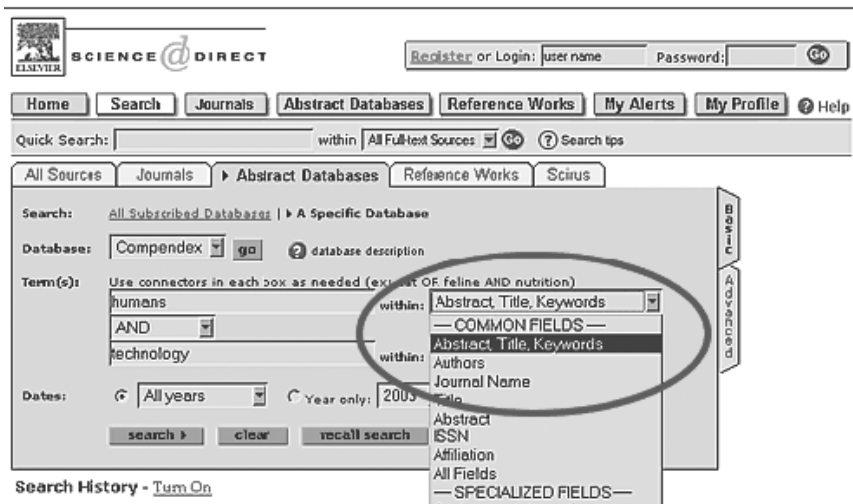 ELSEVIER SCIENCE @ DIRECT
Register or Login: user name Password: Go
Home Search Journals Abstract Databases Reference Works My Alerts My Profile ? Help
Quick Search: within All Full-text Sources Go ? Search tips
All Sources Journals Abstract Databases Reference Works Scirus
Search: All Subscribed Databases | A Specific Database
Basic
Database: Compendex go ? database description
Term(s): Use connectors in each box as needed (ex: cat OR feline AND nutrition)
humans within: Abstract, Title, Keywords
Advanced
AND
— COMMON FIELDS —
Abstract, Title, Keywords
technology within:
Authors
Journal Name
Dates: All years Year only: 2003
Title
Abstract
search clear recall search
ISSN
Affiliation
All Fields
Search History - Turn On
— SPECIALIZED FIELDS —